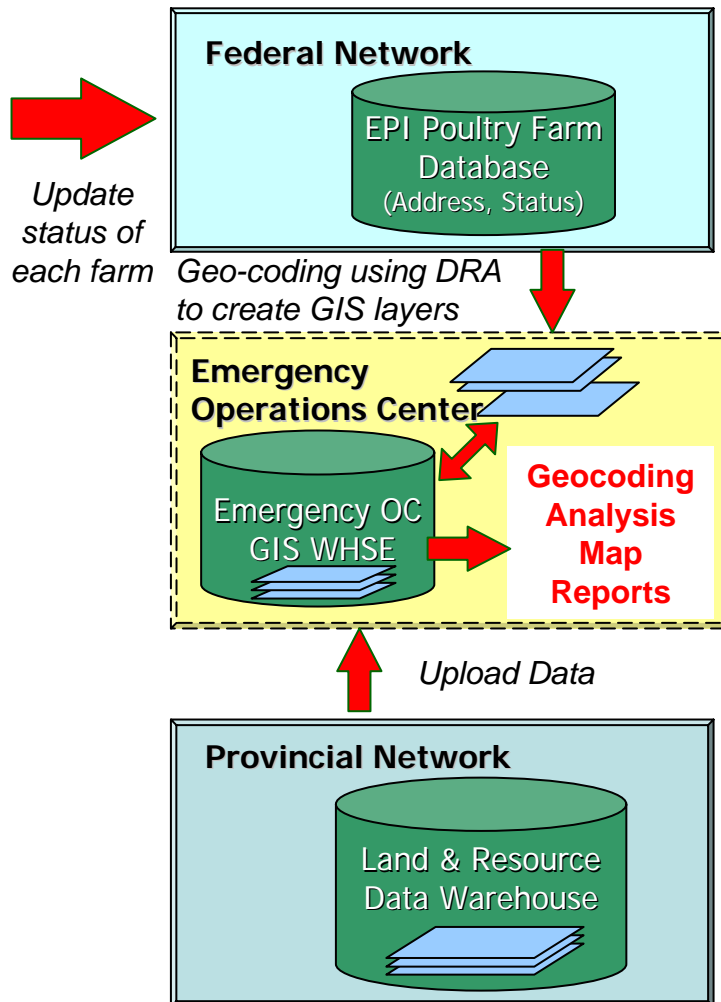 Federal Network
EPI Poultry Farm
Database
(Address, Status)
Update
status of
each farm
Geo-coding using DRA
to create GIS layers
Emergency
Operations Center
Emergency OC
GIS WHSE
Geocoding
Analysis
Map
Reports
Upload Data
Provincial Network
Land & Resource
Data Warehouse